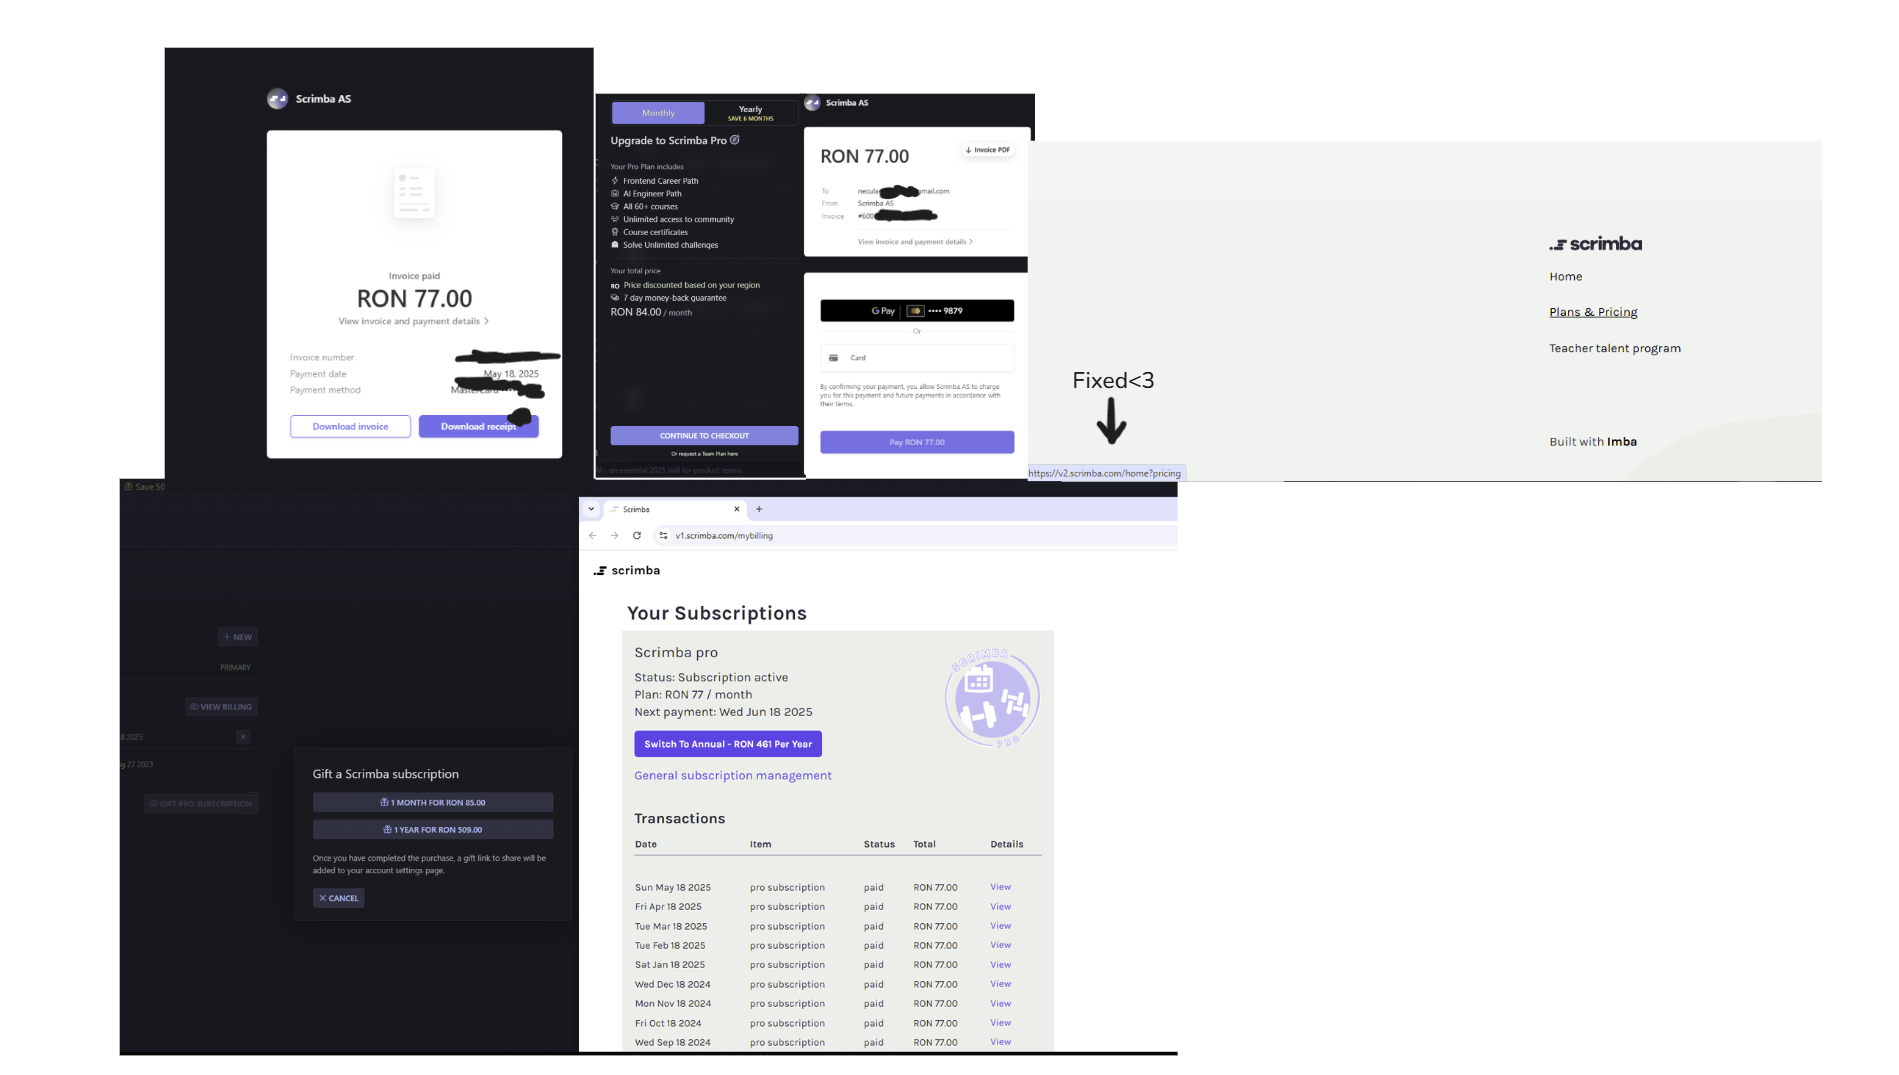 Scrimba AS
Invoice paid
RON 77.00
View invoice and payment details >
Invoice number
Payment date May 18, 2025
Payment method Mastercard
Download invoice
Download receipt
Monthly
Yearly
SAVE 6 MONTHS
Upgrade to Scrimba Pro
Your Pro Plan includes
Frontend Career Path
AI Engineer Path
All 60+ courses
Unlimited access to community
Course certificates
Solve Unlimited challenges
Your total price
RO Price discounted based on your region
7 day money-back guarantee
RON 84.00 / month
CONTINUE TO CHECKOUT
Or request a Team Plan here
AI - an essential 2025 skill for product teams
Scrimba AS
RON 77.00
Invoice PDF
To necula gmail.com
From Scrimba AS
Invoice #600
View invoice and payment details >
G Pay | •••• 9879
Or
Card
By confirming your payment, you allow Scrimba AS to charge
you for this payment and future payments in accordance with
their terms.
Pay RON 77.00
Fixed<3
https://v2.scrimba.com/home?pricing
scrimba
Home
Plans & Pricing
Teacher talent program
Built with Imba
Save 50
+ NEW
PRIMARY
VIEW BILLING
8 2025
g 27 2023
GIFT PRO SUBSCRIPTION
Gift a Scrimba subscription
1 MONTH FOR RON 85.00
1 YEAR FOR RON 509.00
Once you have completed the purchase, a gift link to share will be
added to your account settings page.
CANCEL
Scrimba
v1.scrimba.com/mybilling
scrimba
Your Subscriptions
Scrimba pro
SCRIMBA
PRO
Status: Subscription active
Plan: RON 77 / month
Next payment: Wed Jun 18 2025
Switch To Annual - RON 461 Per Year
General subscription management
Transactions
Date Item Status Total Details
Sun May 18 2025 pro subscription paid RON 77.00 View
Fri Apr 18 2025 pro subscription paid RON 77.00 View
Tue Mar 18 2025 pro subscription paid RON 77.00 View
Tue Feb 18 2025 pro subscription paid RON 77.00 View
Sat Jan 18 2025 pro subscription paid RON 77.00 View
Wed Dec 18 2024 pro subscription paid RON 77.00 View
Mon Nov 18 2024 pro subscription paid RON 77.00 View
Fri Oct 18 2024 pro subscription paid RON 77.00 View
Wed Sep 18 2024 pro subscription paid RON 77.00 View